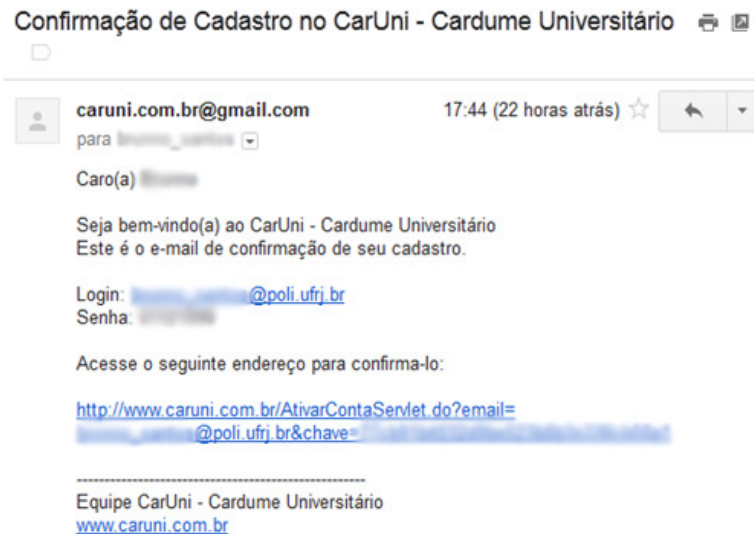 Confirmação de Cadastro no CarUni - Cardume Universitário
caruni.com.br@gmail.com 17:44 (22 horas atrás)
para
Caro(a)
Seja bem-vindo(a) ao CarUni - Cardume Universitário
Este é o e-mail de confirmação de seu cadastro.
Login: @poli.ufrj.br
Senha:
Acesse o seguinte endereço para confirma-lo:
http://www.caruni.com.br/AtivarContaServlet.do?email=
@poli.ufrj.br&chave=
------------------------------------------------------
Equipe CarUni - Cardume Universitário
www.caruni.com.br